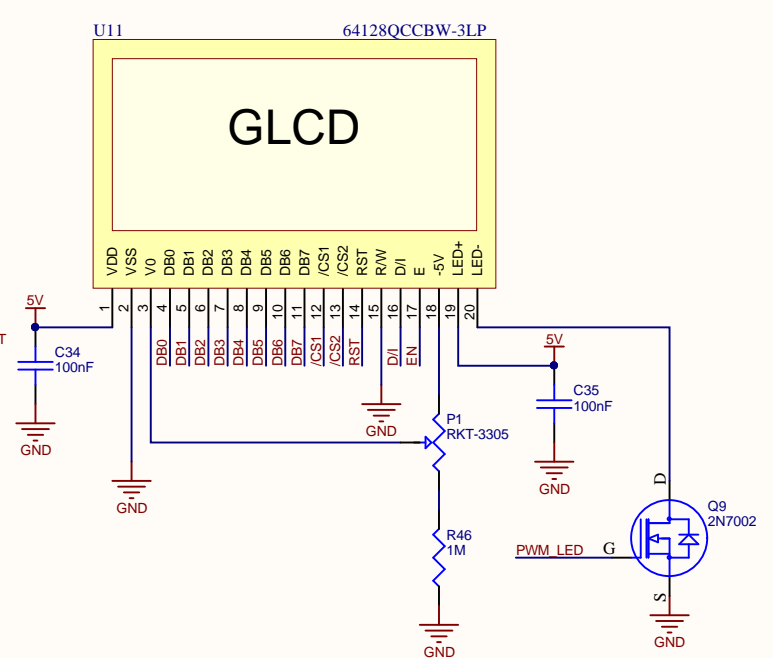 U11
64128QCCBW-3LP
GLCD
VDD
VSS
V0
DB0
DB1
DB2
DB3
DB4
DB5
DB6
DB7
/CS1
/CS2
RST
R/W
D/I
E
-5V
LED+
LED-
1
2
3
4
5
6
7
8
9
10
11
12
13
14
15
16
17
18
19
20
5V
T
C34
100nF
GND
GND
DB0
DB1
DB2
DB3
DB4
DB5
DB6
DB7
/CS1
/CS2
RST
D/I
EN
GND
P1
RKT-3305
R46
1M
GND
5V
C35
100nF
GND
D
Q9
2N7002
PWM_LED
G
S
GND